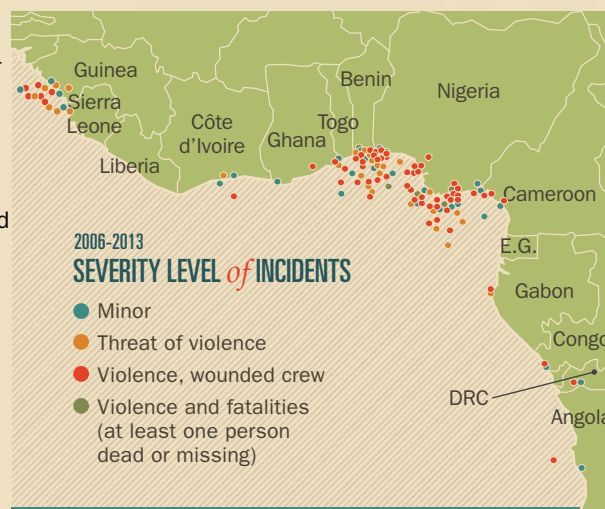 Guinea
Benin
Nigeria
Sierra
Leone
Togo
Côte
d'Ivoire
Ghana
Liberia
Cameroon
d
2006-2013
SEVERITY LEVEL of INCIDENTS
E.G.
Gabon
Minor
Threat of violence
Congo
Violence, wounded crew
DRC
Violence and fatalities
(at least one person
dead or missing)
Angola